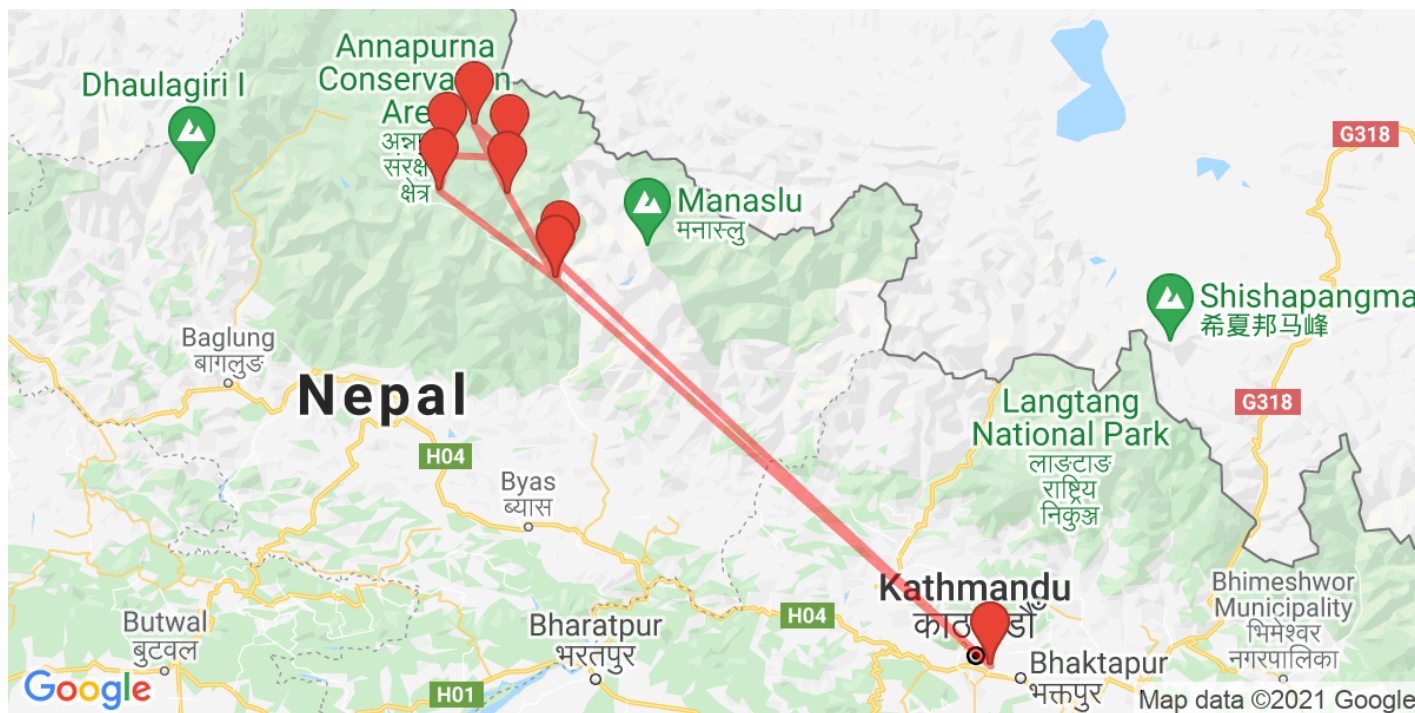 Annapurna
Conservation
Area
अन्नपू
संरक्ष
क्षेत्र
Dhaulagiri I
G318
Manaslu
मनास्लु
Shishapangma
希夏邦马峰
Baglung
बागलुङ
Nepal
G318
Langtang
National Park
लाङटाङ
राष्ट्रिय
निकुञ्ज
H04
Byas
ब्यास
Kathmandu
Bhimeshwor
Municipality
भिमेश्वर
नगरपालिका
H04
Butwal
बुटवल
Bharatpur
भरतपुर
Bhaktapur
भक्तपुर
H01
Google
Map data ©2021 Google